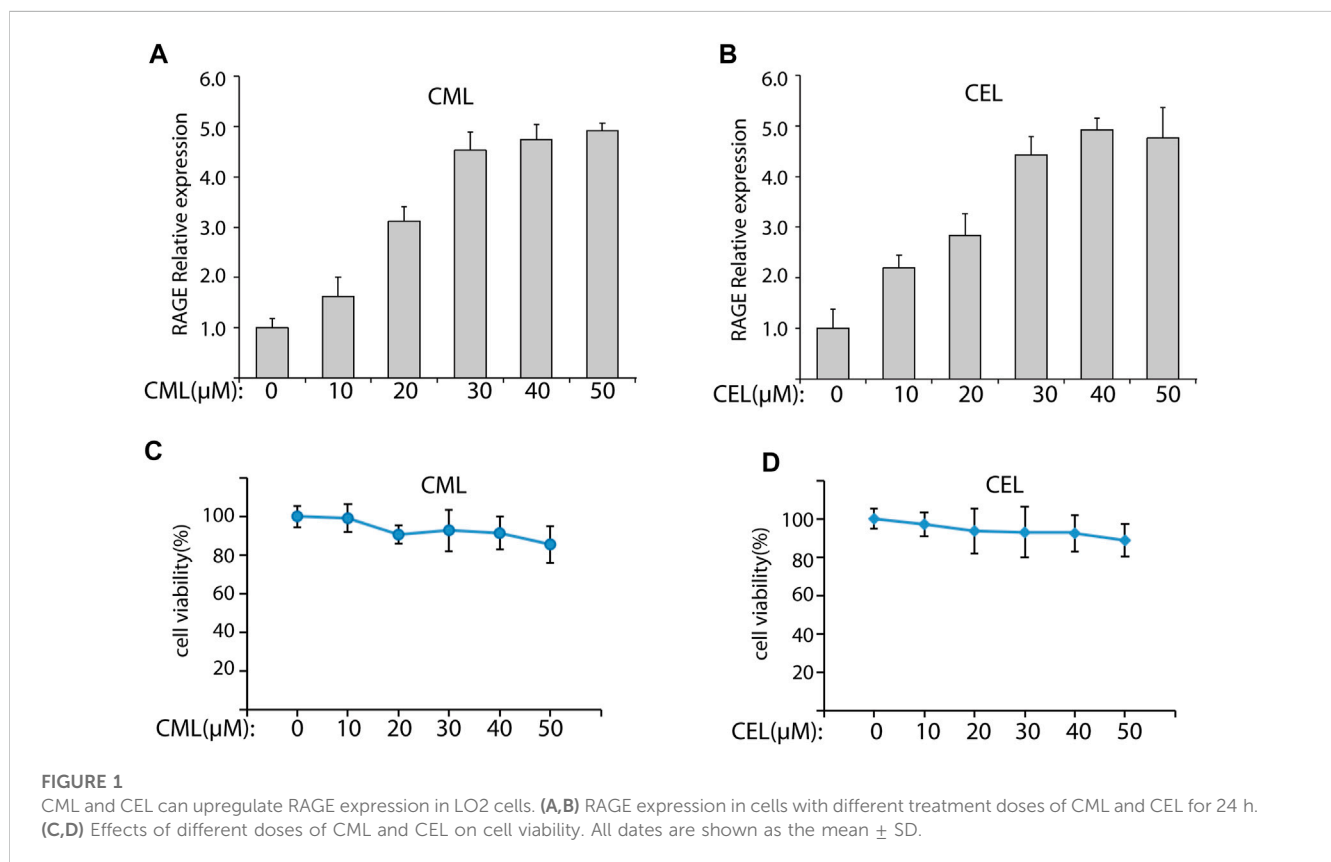 A
CML
RAGE Relative expression
6.0
5.0
4.0
3.0
2.0
1.0
CML(μM): 0 10 20 30 40 50
B
CEL
RAGE Relative expression
6.0
5.0
4.0
3.0
2.0
1.0
CEL(μM): 0 10 20 30 40 50
C
CML
cell viability(%)
100
80
60
40
20
CML(μM): 0 10 20 30 40 50
D
CEL
cell viability(%)
100
80
60
40
20
CEL(μM): 0 10 20 30 40 50
FIGURE 1
CML and CEL can upregulate RAGE expression in LO2 cells. (A,B) RAGE expression in cells with different treatment doses of CML and CEL for 24 h.
(C,D) Effects of different doses of CML and CEL on cell viability. All dates are shown as the mean ± SD.